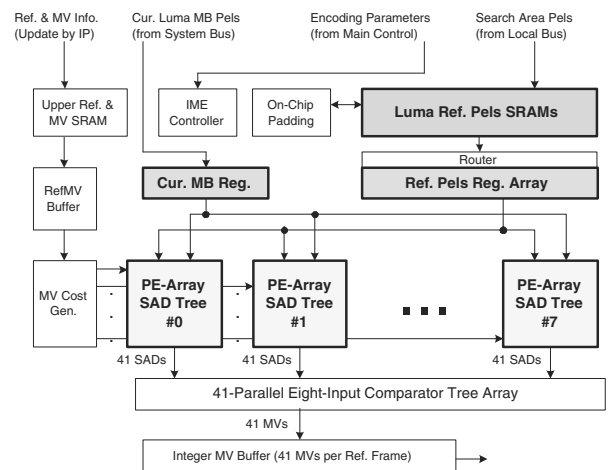 Ref. & MV Info.
(Update by IP)
Cur. Luma MB Pels
(from System Bus)
Encoding Parameters
(from Main Control)
Search Area Pels
(from Local Bus)
Upper Ref. &
MV SRAM
IME
Controller
On-Chip
Padding
Luma Ref. Pels SRAMs
Router
RefMV
Buffer
Cur. MB Reg.
Ref. Pels Reg. Array
MV Cost
Gen.
PE-Array
SAD Tree
#0
PE-Array
SAD Tree
#1
PE-Array
SAD Tree
#7
41 SADs
41 SADs
41 SADs
41-Parallel Eight-Input Comparator Tree Array
41 MVs
Integer MV Buffer (41 MVs per Ref. Frame)